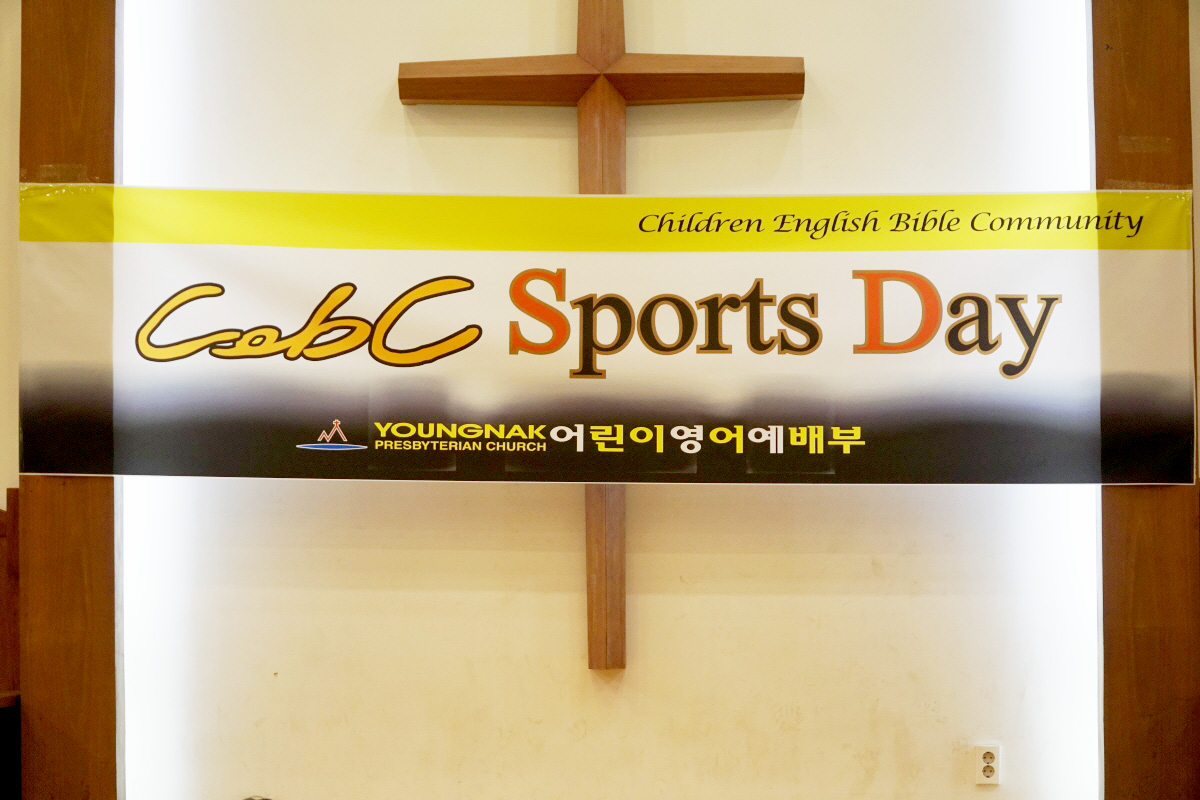 Children English Bible Community
CebC Sports Day
YOUNGNAK
PRESBYTERIAN CHURCH
어린이영어예배부